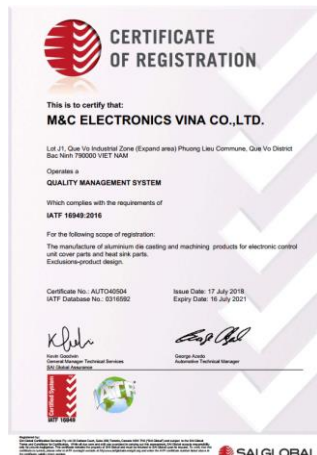 CERTIFICATE
OF REGISTRATION
This is to certify that:
M&C ELECTRONICS VINA CO.,LTD.
Lot J1, Que Vo Industrial Zone (Expand area) Phuong Lieu Commune, Que Vo District
Bac Ninh 790000 VIET NAM
Operates a
QUALITY MANAGEMENT SYSTEM
Which complies with the requirements of
IATF 16949:2016
For the following scope of registration:
The manufacture of aluminium die casting and machining products for electronic control
unit cover parts and heat sink parts.
Exclusions-product design.
Certificate No.: AUTO40504
Issue Date: 17 July 2018
IATF Database No.: 0316592
Expiry Date: 16 July 2021
Kevin Goodwin
General Manager Technical Services
SAI Global Assurance
George Azado
Automotive Technical Manager
Certified System
IATF 16949
SAI GLOBAL